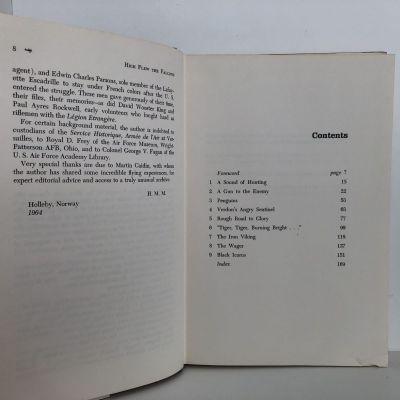 8
HIGH FLEW THE FALCONS
agent), and Edwin Charles Parsons, sole member of the Lafay-
ette Escadrille to stay under French colors after the U. S.
entered the struggle. These men gave generously of their time,
their files, their memories—as did David Wooster King and
Paul Ayres Rockwell, early volunteers who fought hard as
riflemen with the Légion Etrangère.
For certain background material, the author is indebted to
custodians of the Service Historique, Armée de l'Air at Ver-
sailles, to Royal D. Frey of the Air Force Museum, Wright-
Patterson AFB, Ohio, and to Colonel George V. Fagan of the
U. S. Air Force Academy Library.
Very special thanks are due to Martin Caidin, with whom
the author has shared some incredible flying experiences, for
expert editorial advice and access to a truly unusual archive.
H. M. M.
Holleby, Norway
1964
Contents
Foreword page 7
1 A Sound of Hunting 15
2 A Gun to the Enemy 32
3 Penguins 53
4 Verdun's Angry Sentinel 65
5 Rough Road to Glory 77
6 "Tiger, Tiger, Burning Bright . . ." 99
7 The Iron Viking 119
8 The Wager 137
9 Black Icarus 151
Index 169